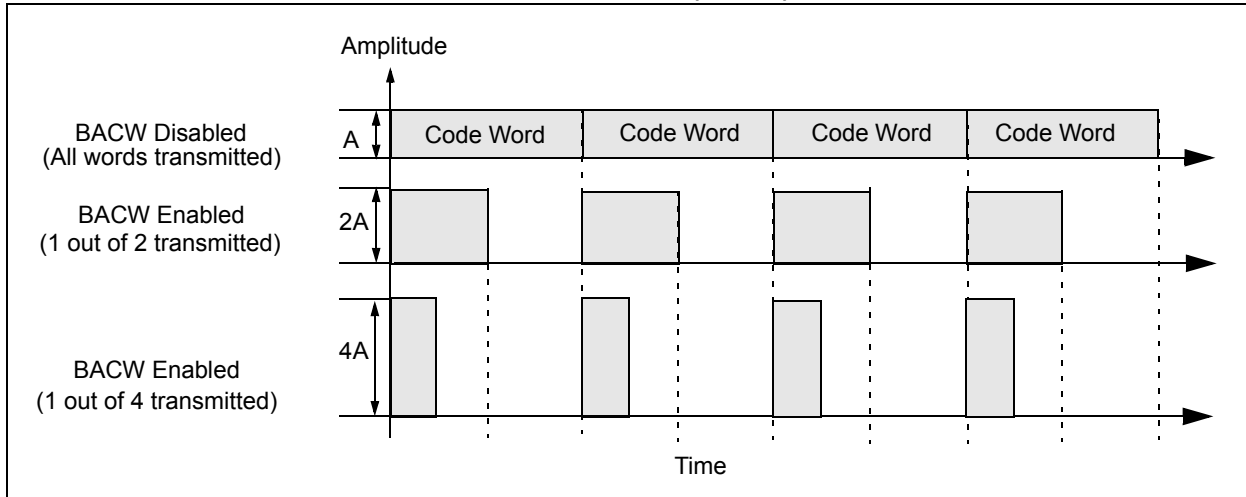 Amplitude
BACW Disabled
(All words transmitted)
A
Code Word
Code Word
Code Word
Code Word
BACW Enabled
(1 out of 2 transmitted)
2A
BACW Enabled
(1 out of 4 transmitted)
4A
Time